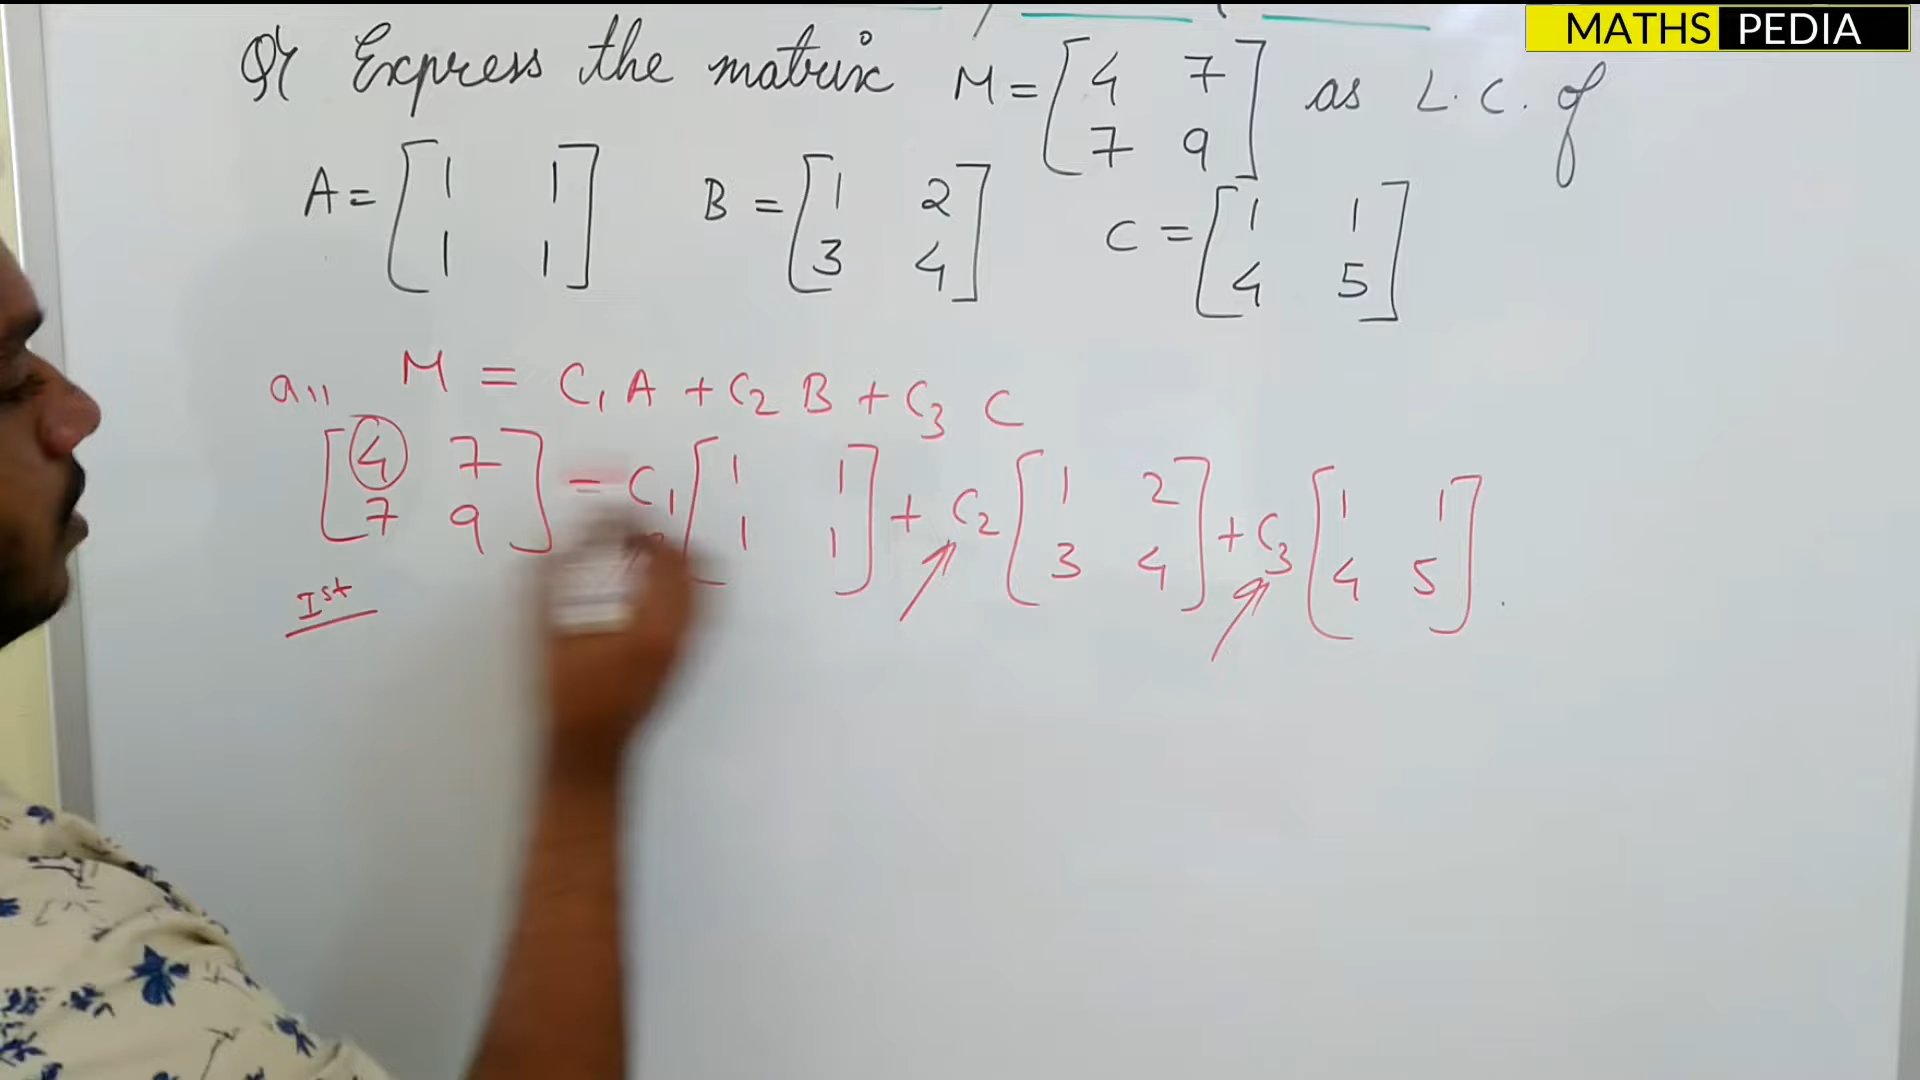 MATHS PEDIA
Q Express the matrix M = [4 7 as L.C. of
7 9]
A = [1 1 B = [1 2 C = [1 1
1 1] 3 4] 4 5]
M = C₁ A + C₂ B + C₃ C
[4 7 = C₁ [1 1 + C₂ [1 2 + C₃ [1 1
7 9] 1 1] 3 4] 4 5]
Ist